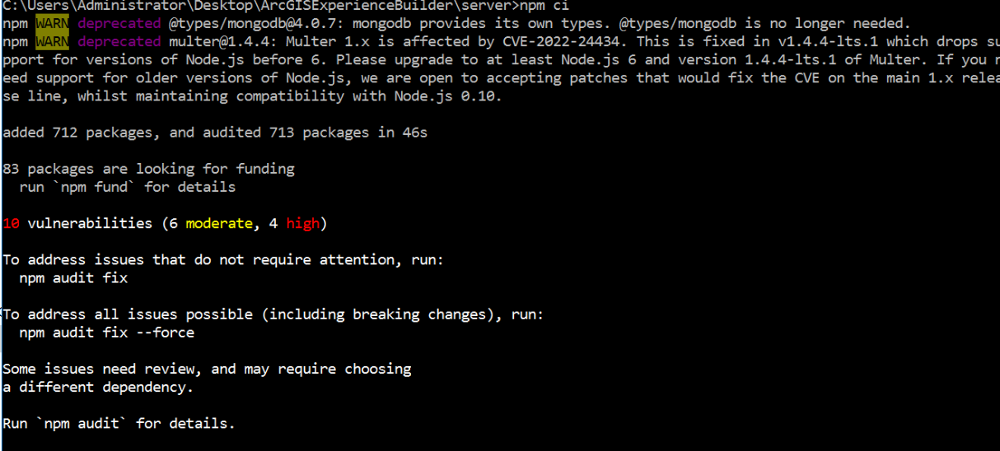 C:\Users\Administrator\Desktop\ArcGISExperienceBuilder\server>npm ci
npm WARN deprecated @types/mongodb@4.0.7: mongodb provides its own types. @types/mongodb is no longer needed.
npm WARN deprecated multer@1.4.4: Multer 1.x is affected by CVE-2022-24434. This is fixed in v1.4.4-lts.1 which drops su
pport for versions of Node.js before 6. Please upgrade to at least Node.js 6 and version 1.4.4-lts.1 of Multer. If you n
eed support for older versions of Node.js, we are open to accepting patches that would fix the CVE on the main 1.x relea
se line, whilst maintaining compatibility with Node.js 0.10.
added 712 packages, and audited 713 packages in 46s
83 packages are looking for funding
run `npm fund` for details
10 vulnerabilities (6 moderate, 4 high)
To address issues that do not require attention, run:
npm audit fix
To address all issues possible (including breaking changes), run:
npm audit fix --force
Some issues need review, and may require choosing
a different dependency.
Run `npm audit` for details.